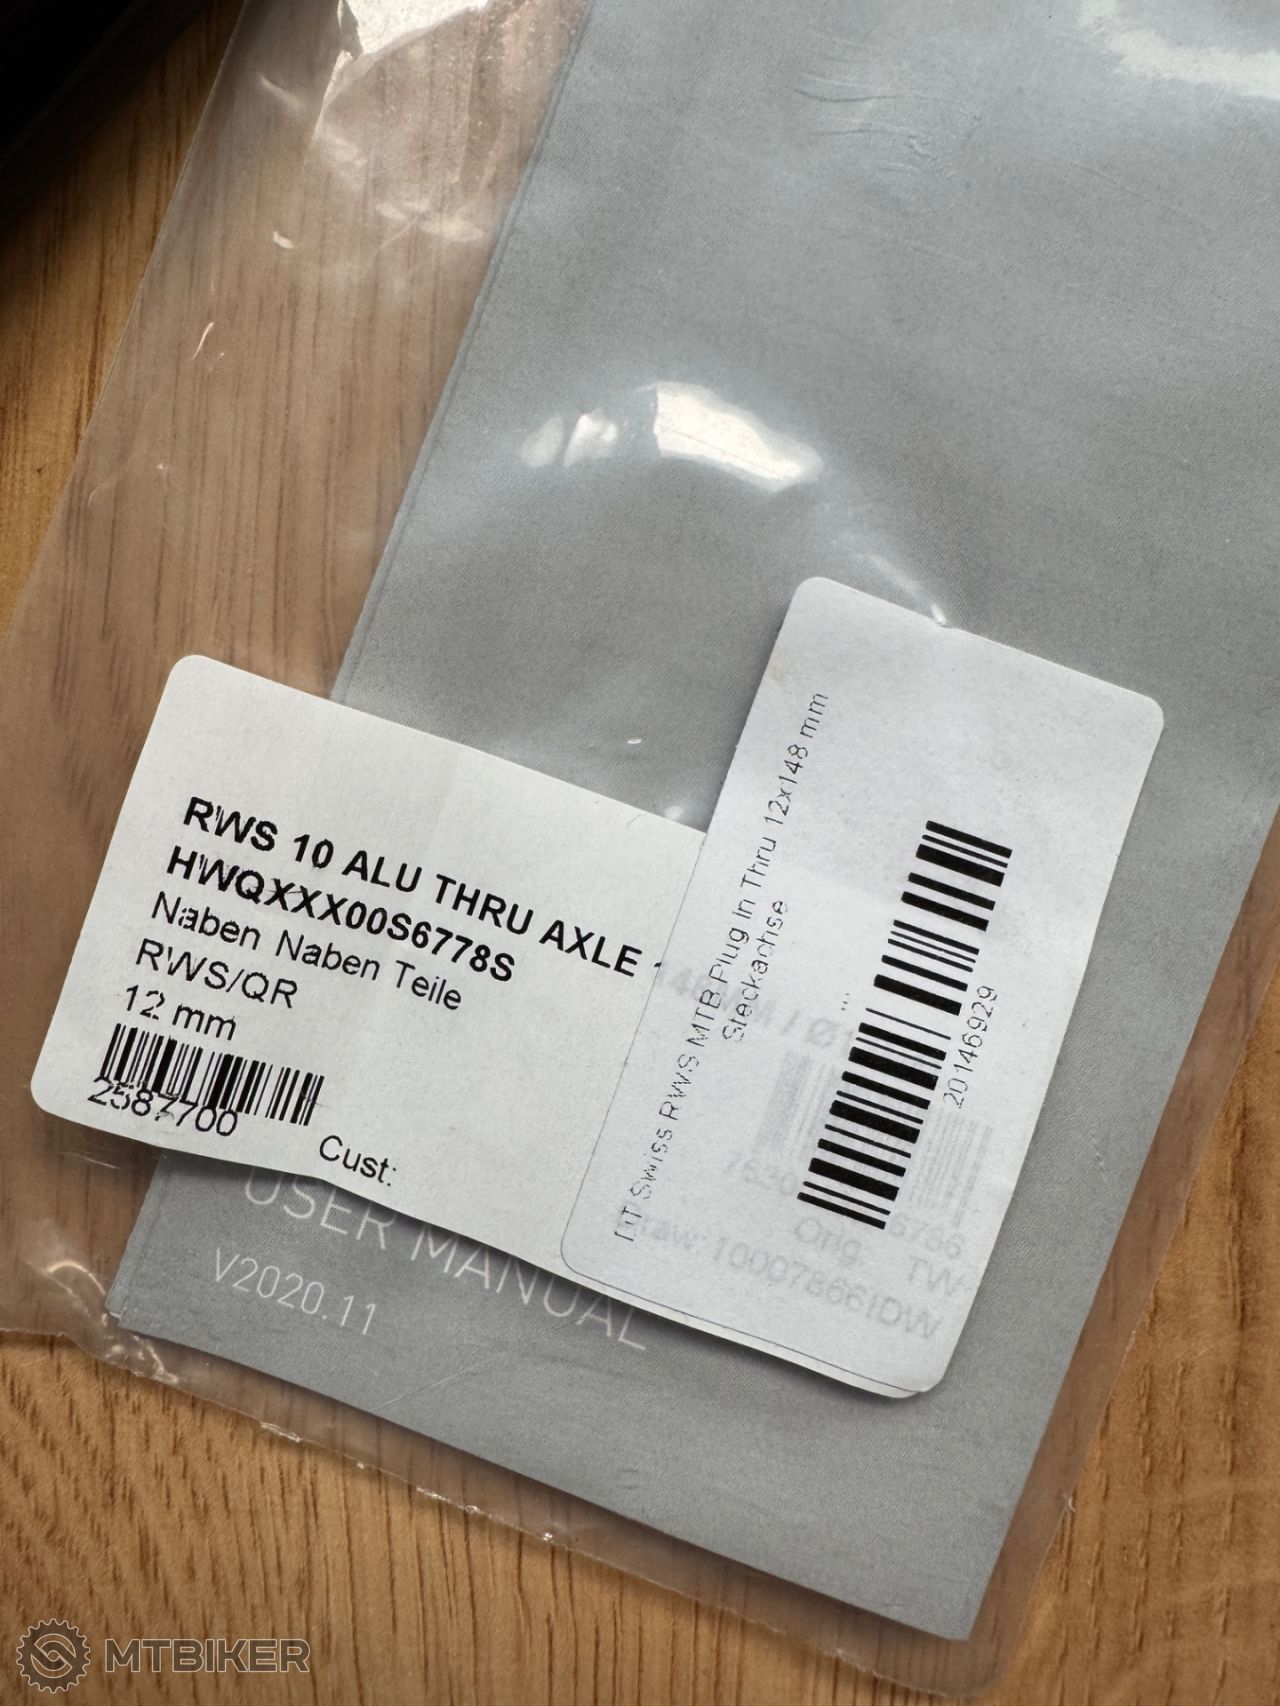 RWS 10 ALU THRU AXLE
HWQXXX00S6778S
Naben Naben Teile
RWS/QR
12 mm
2587700
Cust:
DT Swiss RWS MTB Plug In Thru 12x148 mm
Steckachse
...
20146929
Orig.
TW
10007866IDW
USER MANUAL
V2020.11
MTBIKER